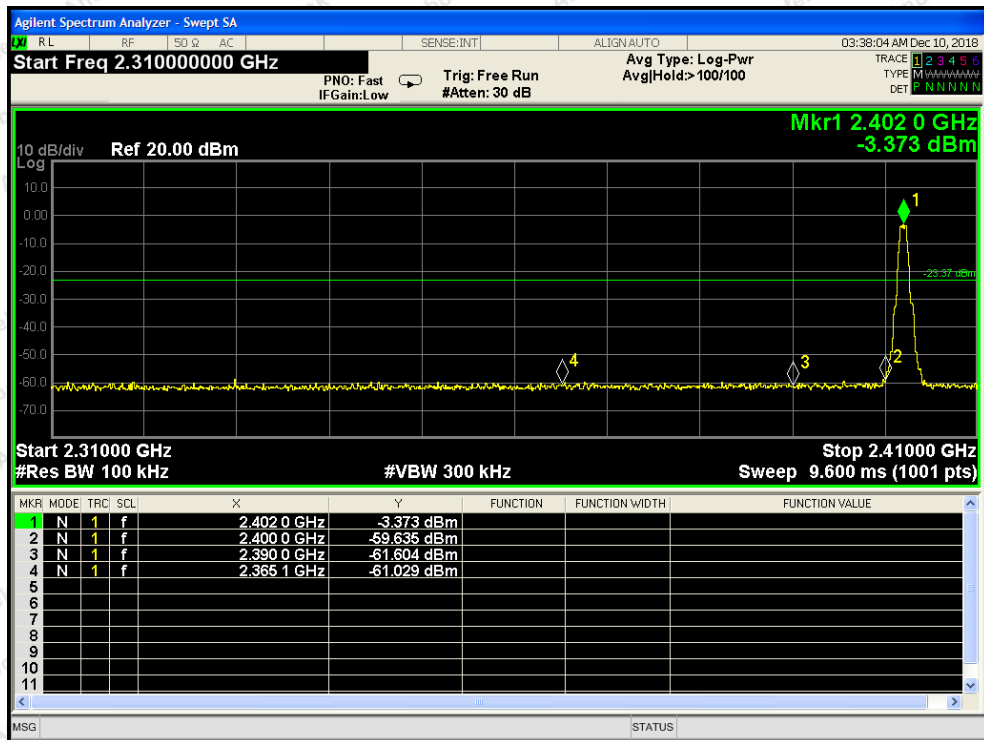 Agilent Spectrum Analyzer - Swept SA
LXI RL RF 50 Ω AC SENSE:INT ALIGNAUTO 03:38:04 AM Dec 10, 2018
Start Freq 2.310000000 GHz
PNO: Fast
IFGain:Low
Trig: Free Run
#Atten: 30 dB
Avg Type: Log-Pwr
Avg|Hold:>100/100
TRACE 1 2 3 4 5 6
TYPE M W W W W W
DET P N N N N N
Mkr1 2.402 0 GHz
-3.373 dBm
10 dB/div Ref 20.00 dBm
Log
10.0
0.00
-10.0
-20.0
-30.0
-40.0
-50.0
-60.0
-70.0
1
-23.37 dBm
4
3
2
Start 2.31000 GHz Stop 2.41000 GHz
#Res BW 100 kHz #VBW 300 kHz Sweep 9.600 ms (1001 pts)
MKR MODE TRC SCL X Y FUNCTION FUNCTION WIDTH FUNCTION VALUE
1 N 1 f 2.402 0 GHz -3.373 dBm
2 N 1 f 2.400 0 GHz -59.635 dBm
3 N 1 f 2.390 0 GHz -61.604 dBm
4 N 1 f 2.365 1 GHz -61.029 dBm
5
6
7
8
9
10
11
MSG STATUS